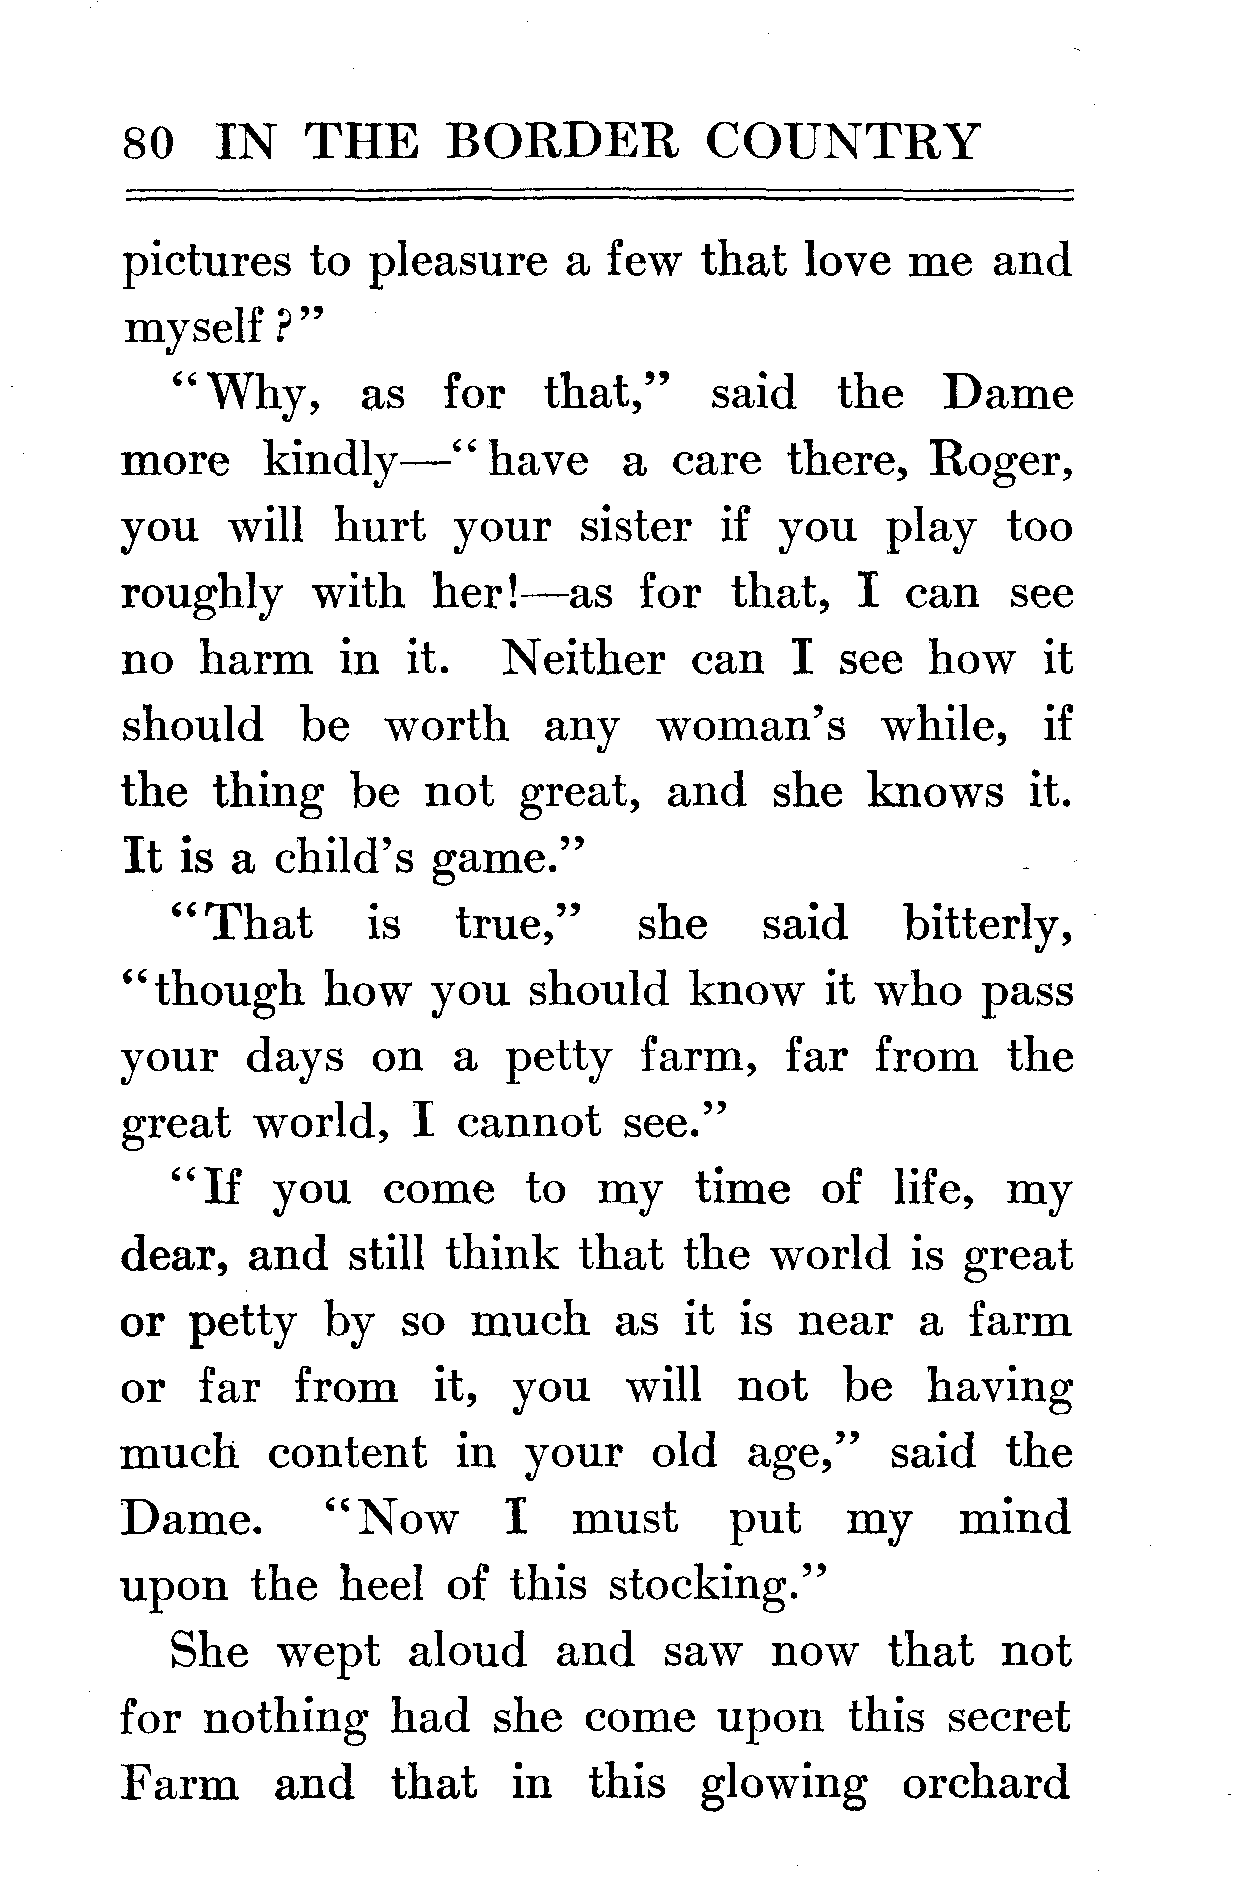 80 IN THE BORDER COUNTRY
pictures to pleasure a few that love me and
myself?"
"Why, as for that," said the Dame
more kindly—"have a care there, Roger,
you will hurt your sister if you play too
roughly with her!—as for that, I can see
no harm in it. Neither can I see how it
should be worth any woman's while, if
the thing be not great, and she knows it.
It is a child's game."
"That is true," she said bitterly,
"though how you should know it who pass
your days on a petty farm, far from the
great world, I cannot see."
"If you come to my time of life, my
dear, and still think that the world is great
or petty by so much as it is near a farm
or far from it, you will not be having
much content in your old age," said the
Dame. "Now I must put my mind
upon the heel of this stocking."
She wept aloud and saw now that not
for nothing had she come upon this secret
Farm and that in this glowing orchard